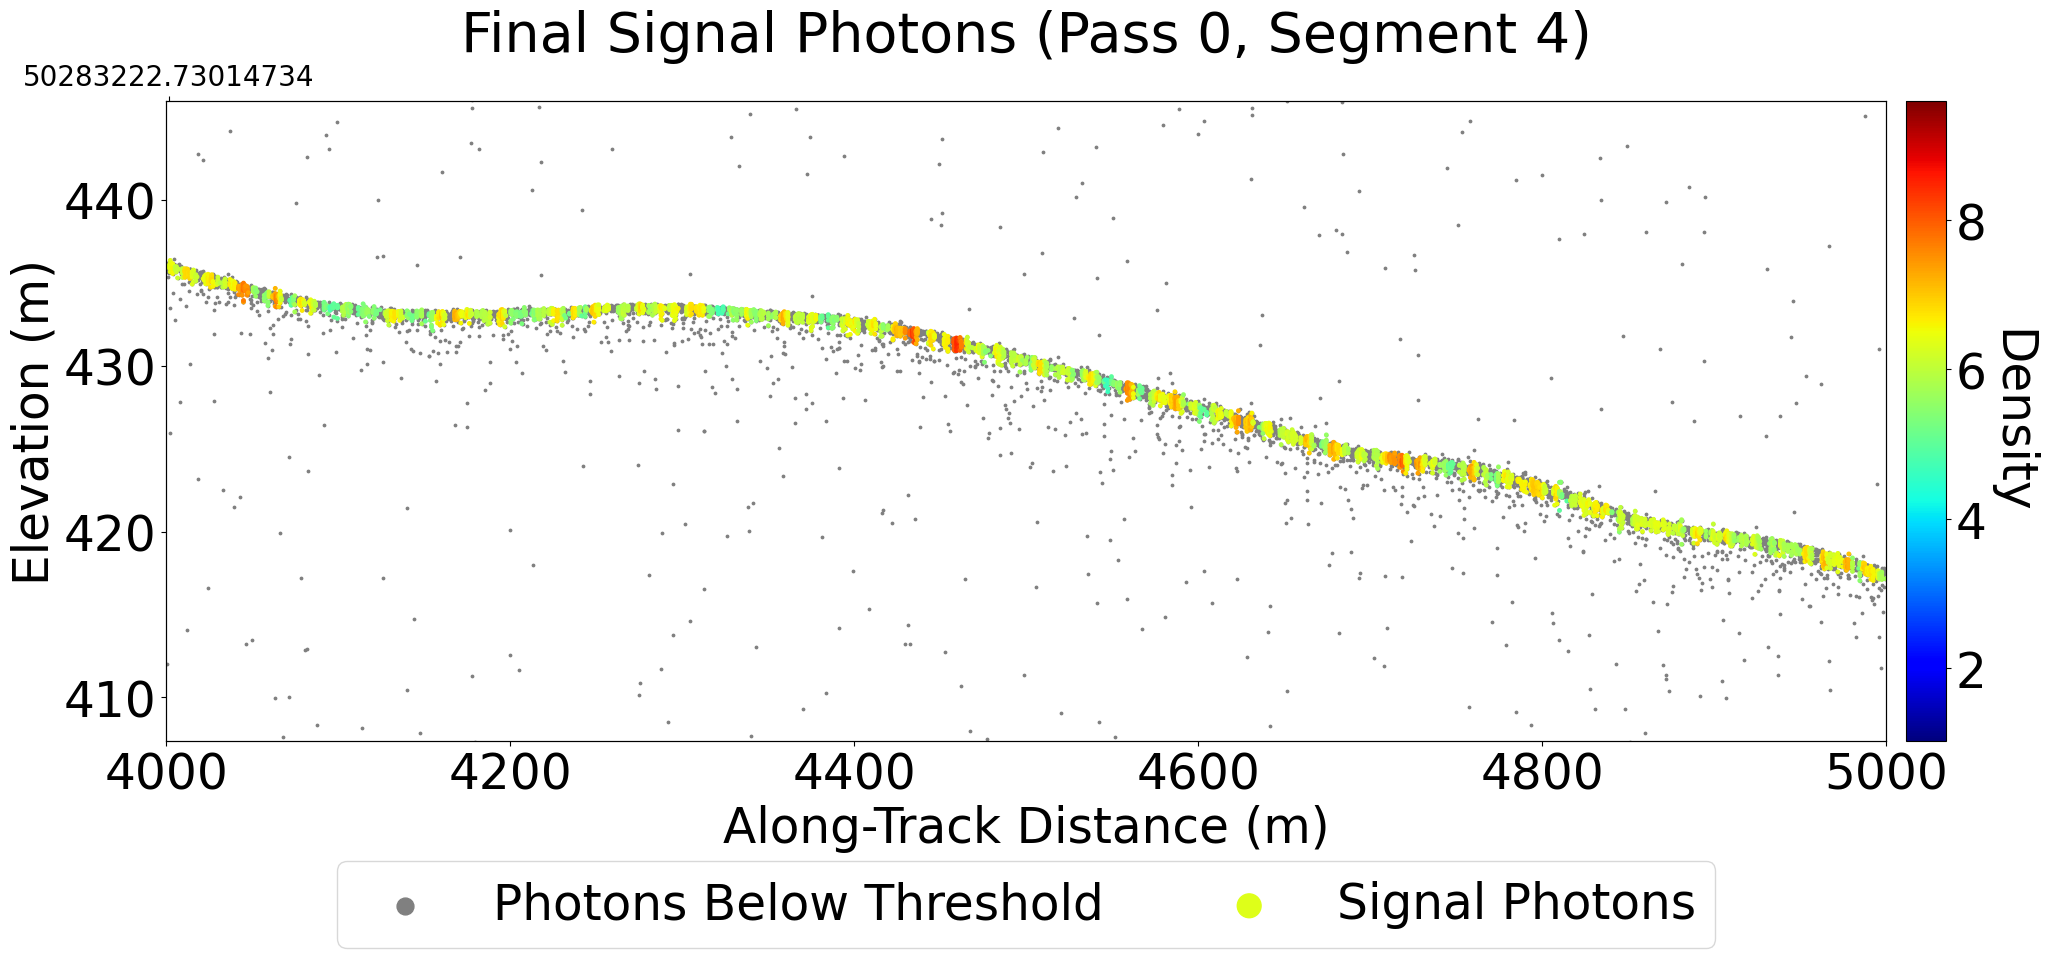 Final Signal Photons (Pass 0, Segment 4)
50283222.73014734
440
430
420
410
Elevation (m)
4000 4200 4400 4600 4800 5000
Along-Track Distance (m)
8
6
4
2
Density
Photons Below Threshold Signal Photons